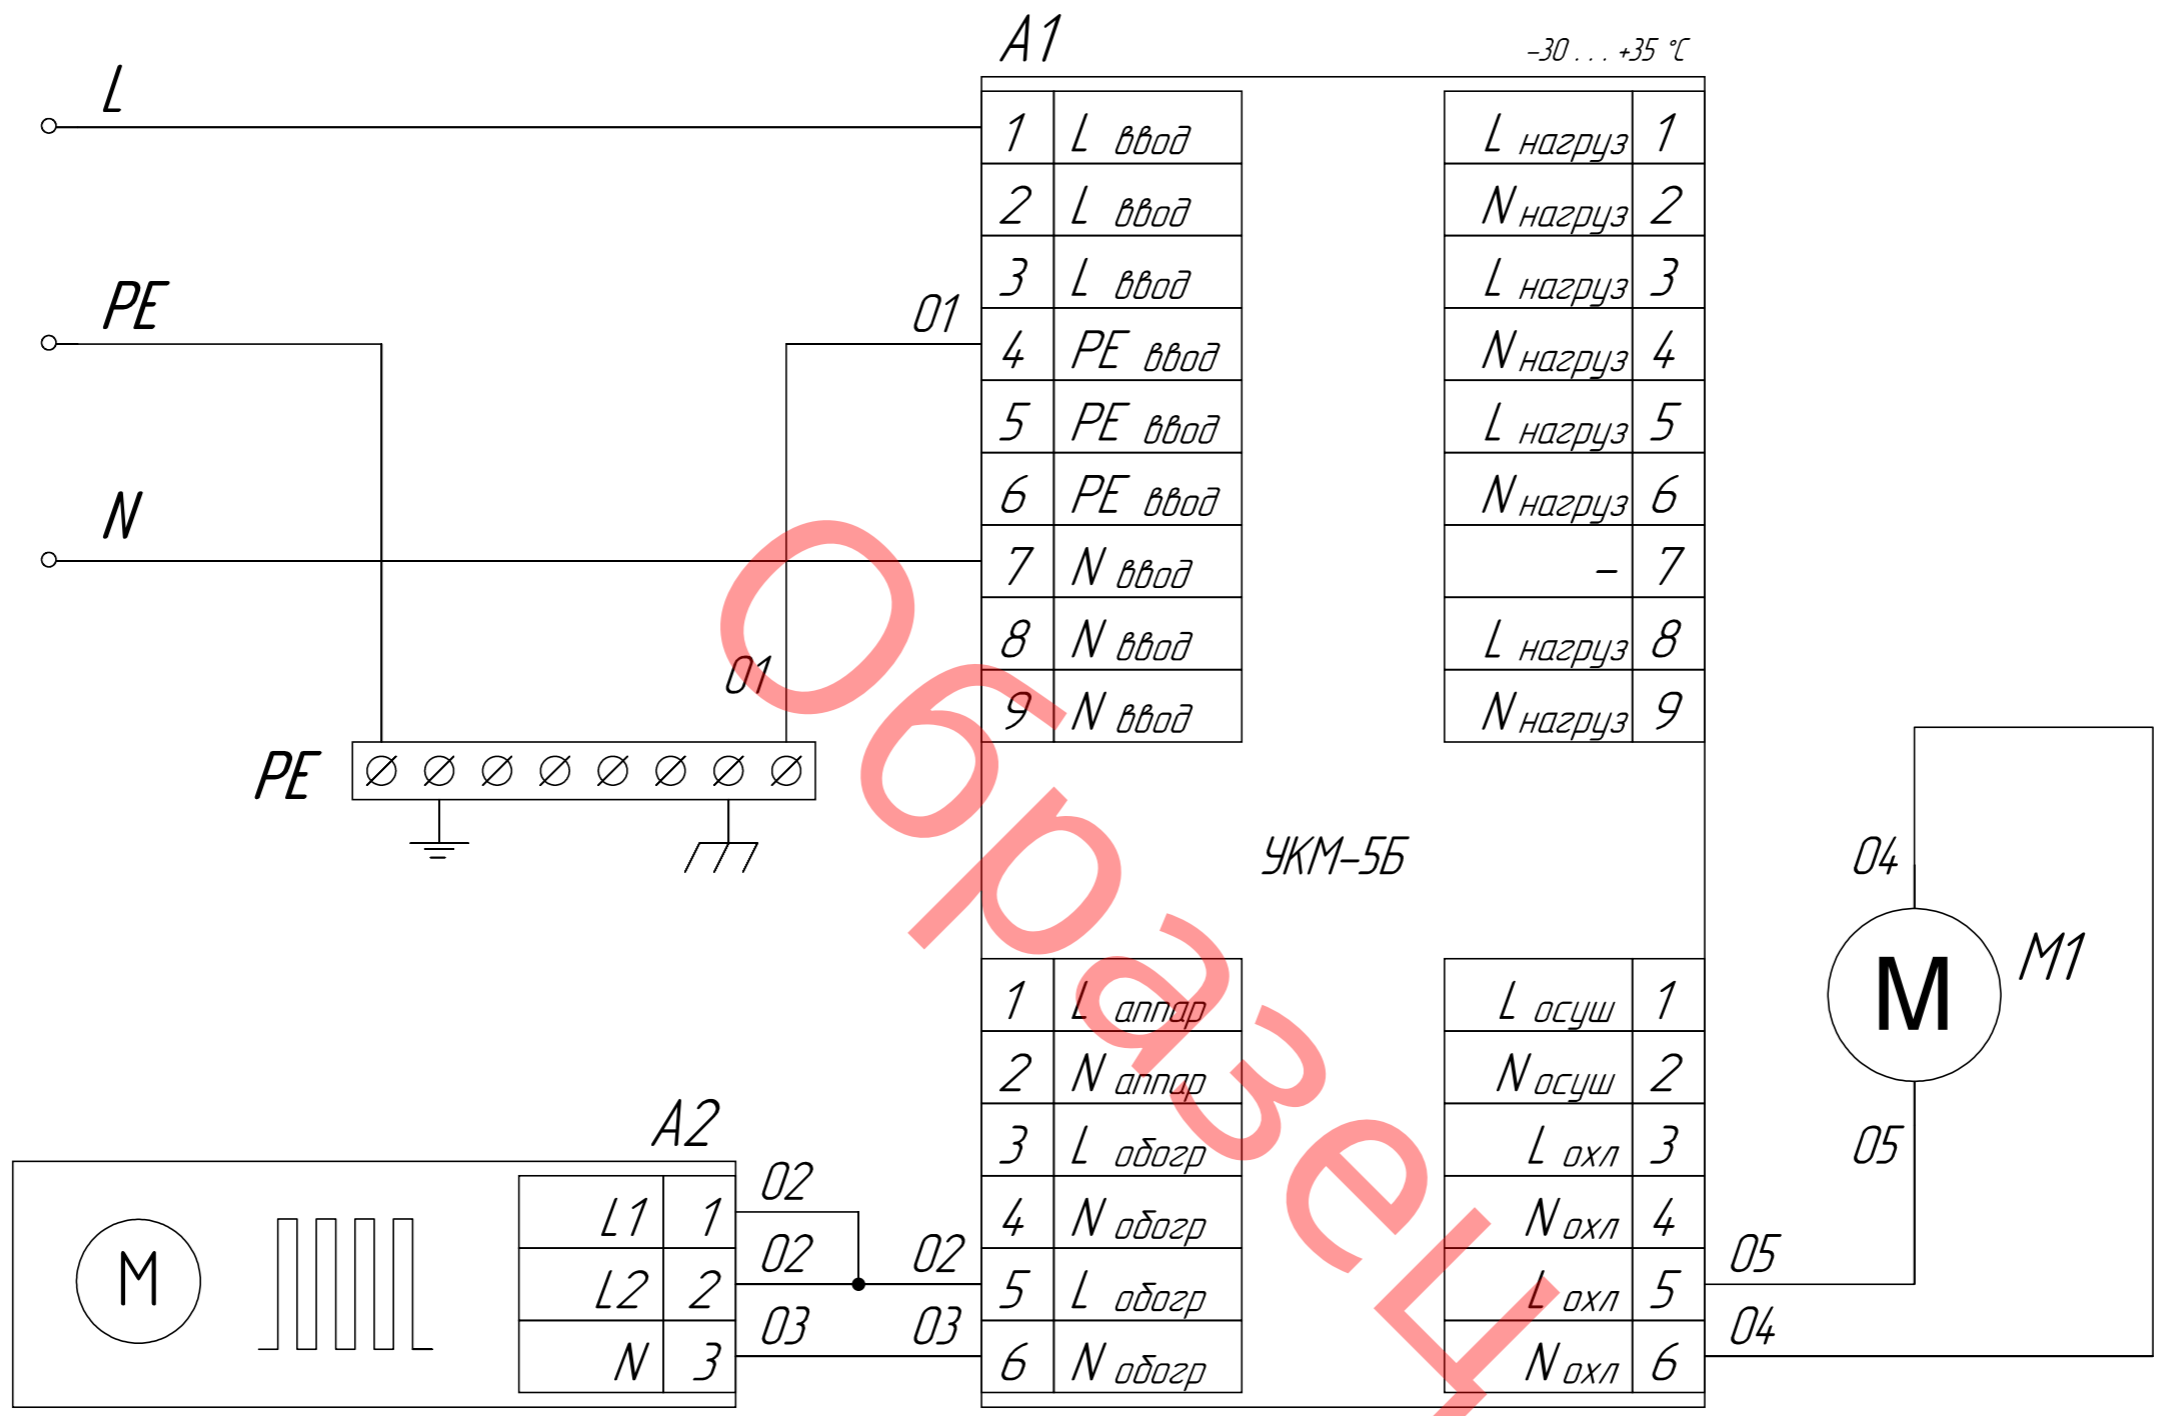 A1
-30 . . . +35 °C
L
1 L ввод
L нагруз 1
2 L ввод
N нагруз 2
3 L ввод
L нагруз 3
PE
01
4 PE ввод
N нагруз 4
5 PE ввод
L нагруз 5
6 PE ввод
N нагруз 6
N
7 N ввод
- 7
8 N ввод
L нагруз 8
01
9 N ввод
N нагруз 9
PE
УКМ-5Б
04
M
M1
1 L аппар
L осуш 1
2 N аппар
N осуш 2
A2
3 L обогр
L охл 3
05
02
L1 1
4 N обогр
N охл 4
02
02
05
M
L2 2
5 L обогр
L охл 5
03
03
04
N 3
6 N обогр
N охл 6
Образец